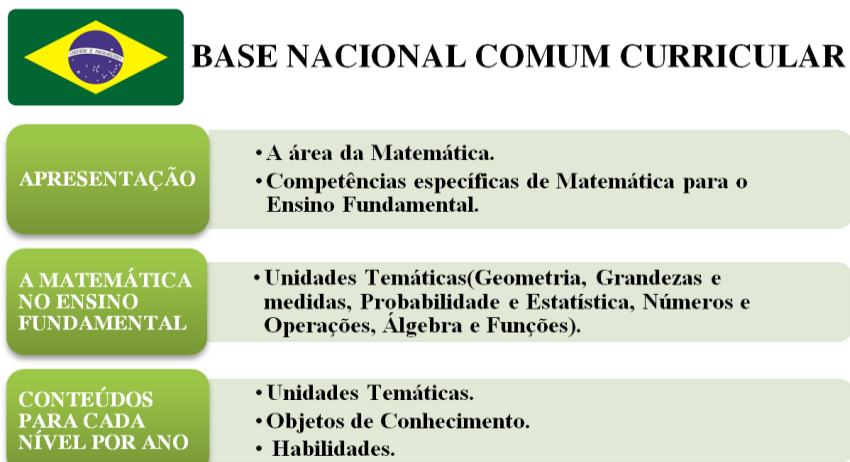 ORDEM E PROGRESSO
BASE NACIONAL COMUM CURRICULAR
APRESENTAÇÃO
• A área da Matemática.
• Competências específicas de Matemática para o
Ensino Fundamental.
A MATEMÁTICA
NO ENSINO
FUNDAMENTAL
• Unidades Temáticas(Geometria, Grandezas e
medidas, Probabilidade e Estatística, Números e
Operações, Álgebra e Funções).
CONTEÚDOS
PARA CADA
NÍVEL POR ANO
• Unidades Temáticas.
• Objetos de Conhecimento.
• Habilidades.